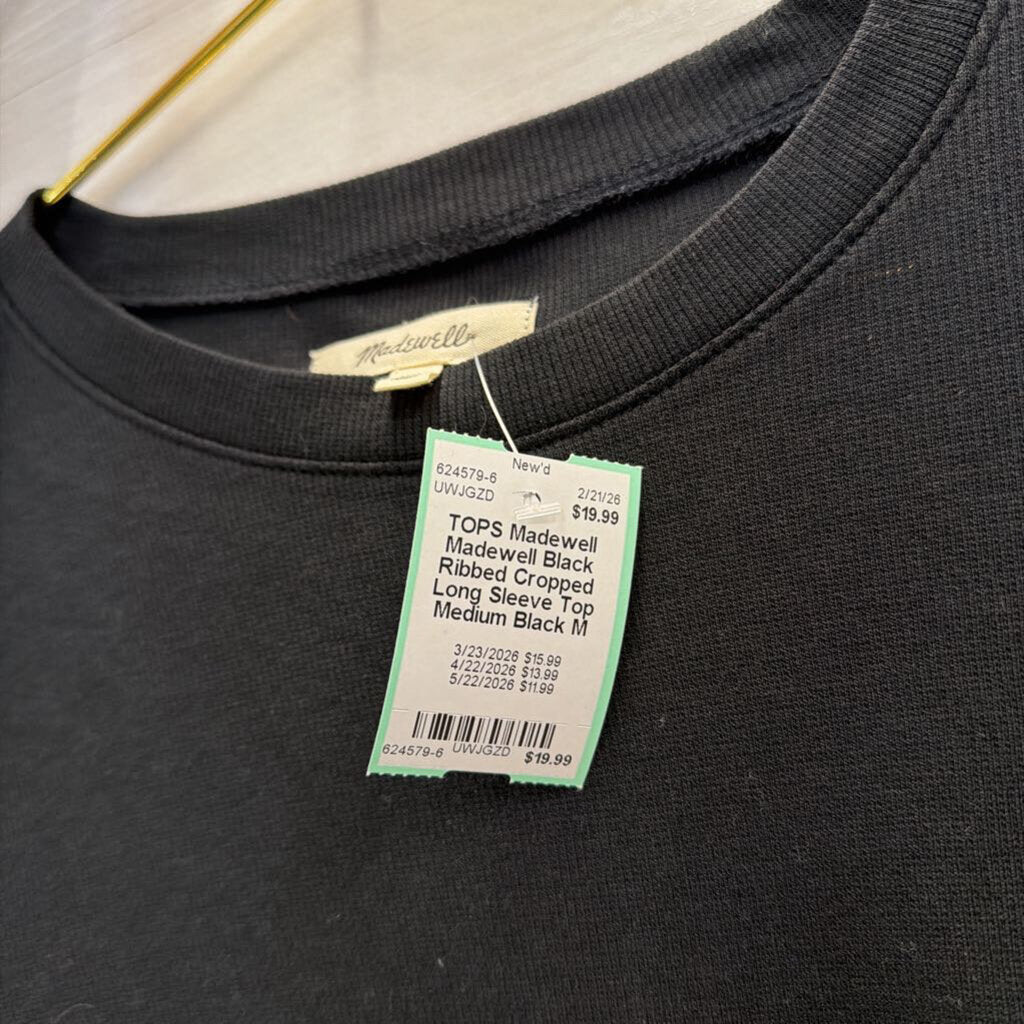 Madewell
New'd
624579-6
UWJGZD
2/21/26
$19.99
TOPS Madewell
Madewell Black
Ribbed Cropped
Long Sleeve Top
Medium Black M
3/23/2026 $15.99
4/22/2026 $13.99
5/22/2026 $11.99
624579-6 UWJGZD $19.99